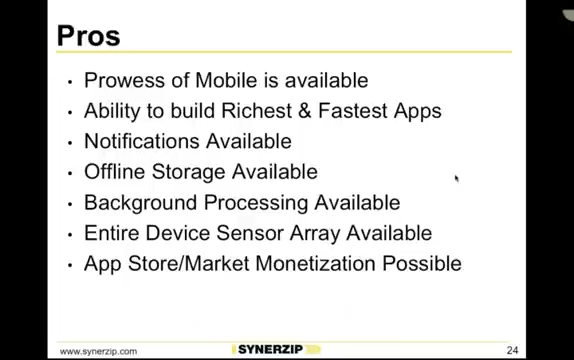 Pros
• Prowess of Mobile is available
• Ability to build Richest & Fastest Apps
• Notifications Available
• Offline Storage Available
• Background Processing Available
• Entire Device Sensor Array Available
• App Store/Market Monetization Possible
www.synerzip.com
SYNERZIP
24